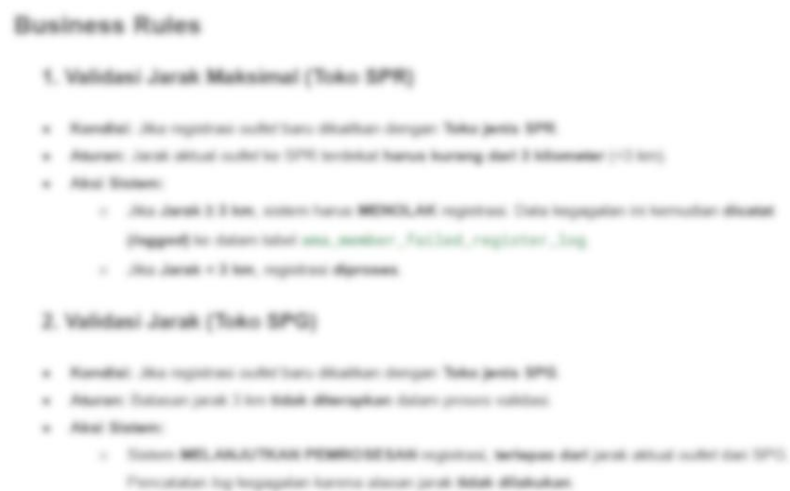 Business Rules
1. Validasi Jarak Maksimal (Toko SPR)
Kondisi: Jika registrasi outlet baru dikaitkan dengan Toko jenis SPR.
Aturan: Jarak aktual outlet ke SPR terdekat harus kurang dari 3 kilometer (<3 km).
Aksi Sistem:
Jika Jarak ≥ 3 km, sistem harus MENOLAK registrasi. Data kegagalan ini kemudian dicatat
(logged) ke dalam tabel wma_member_failed_register_log.
Jika Jarak < 3 km, registrasi diproses.
2. Validasi Jarak (Toko SPG)
Kondisi: Jika registrasi outlet baru dikaitkan dengan Toko jenis SPG.
Aturan: Batasan jarak 3 km tidak diterapkan dalam proses validasi.
Aksi Sistem:
Sistem MELANJUTKAN PEMROSESAN registrasi, terlepas dari jarak aktual outlet dari SPG.
Pencatatan log kegagalan karena alasan jarak tidak dilakukan.